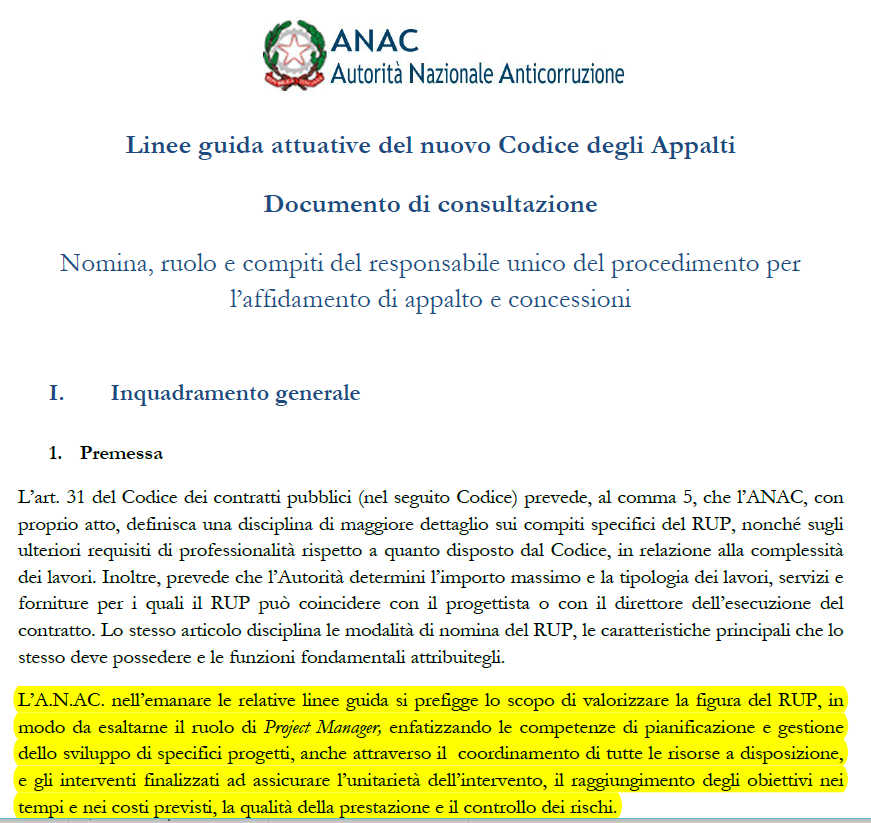 ANAC
Autorità Nazionale Anticorruzione
Linee guida attuative del nuovo Codice degli Appalti
Documento di consultazione
Nomina, ruolo e compiti del responsabile unico del procedimento per
l’affidamento di appalto e concessioni
I. Inquadramento generale
1. Premessa
L’art. 31 del Codice dei contratti pubblici (nel seguito Codice) prevede, al comma 5, che l’ANAC, con
proprio atto, definisca una disciplina di maggiore dettaglio sui compiti specifici del RUP, nonché sugli
ulteriori requisiti di professionalità rispetto a quanto disposto dal Codice, in relazione alla complessità
dei lavori. Inoltre, prevede che l’Autorità determini l’importo massimo e la tipologia dei lavori, servizi e
forniture per i quali il RUP può coincidere con il progettista o con il direttore dell’esecuzione del
contratto. Lo stesso articolo disciplina le modalità di nomina del RUP, le caratteristiche principali che lo
stesso deve possedere e le funzioni fondamentali attribuitegli.
L’A.N.AC. nell’emanare le relative linee guida si prefigge lo scopo di valorizzare la figura del RUP, in
modo da esaltarne il ruolo di Project Manager, enfatizzando le competenze di pianificazione e gestione
dello sviluppo di specifici progetti, anche attraverso il coordinamento di tutte le risorse a disposizione,
e gli interventi finalizzati ad assicurare l’unitarietà dell’intervento, il raggiungimento degli obiettivi nei
tempi e nei costi previsti, la qualità della prestazione e il controllo dei rischi.